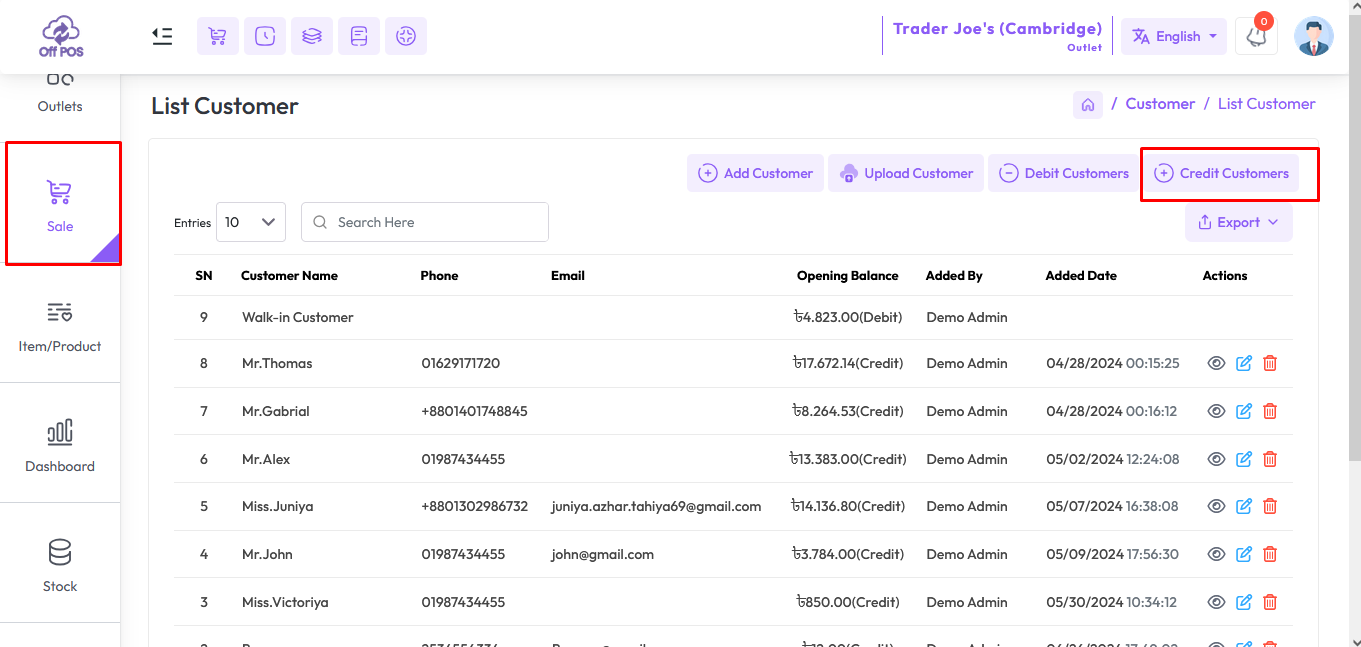 Off POS
Trader Joe's (Cambridge)
Outlet
English
0
Outlets
Sale
Item/Product
Dashboard
Stock
List Customer
/ Customer / List Customer
Add Customer
Upload Customer
Debit Customers
Credit Customers
Entries 10 Search Here
Export
SN Customer Name Phone Email Opening Balance Added By Added Date Actions
9 Walk-in Customer ৳4.823.00(Debit) Demo Admin
8 Mr.Thomas 01629171720 ৳17.672.14(Credit) Demo Admin 04/28/2024 00:15:25
7 Mr.Gabrial +8801401748845 ৳8.264.53(Credit) Demo Admin 04/28/2024 00:16:12
6 Mr.Alex 01987434455 ৳13.383.00(Credit) Demo Admin 05/02/2024 12:24:08
5 Miss.Juniya +8801302986732 juniya.azhar.tahiya69@gmail.com ৳14.136.80(Credit) Demo Admin 05/07/2024 16:38:08
4 Mr.John 01987434455 john@gmail.com ৳3.784.00(Credit) Demo Admin 05/09/2024 17:56:30
3 Miss.Victoriya 01987434455 ৳850.00(Credit) Demo Admin 05/30/2024 10:34:12